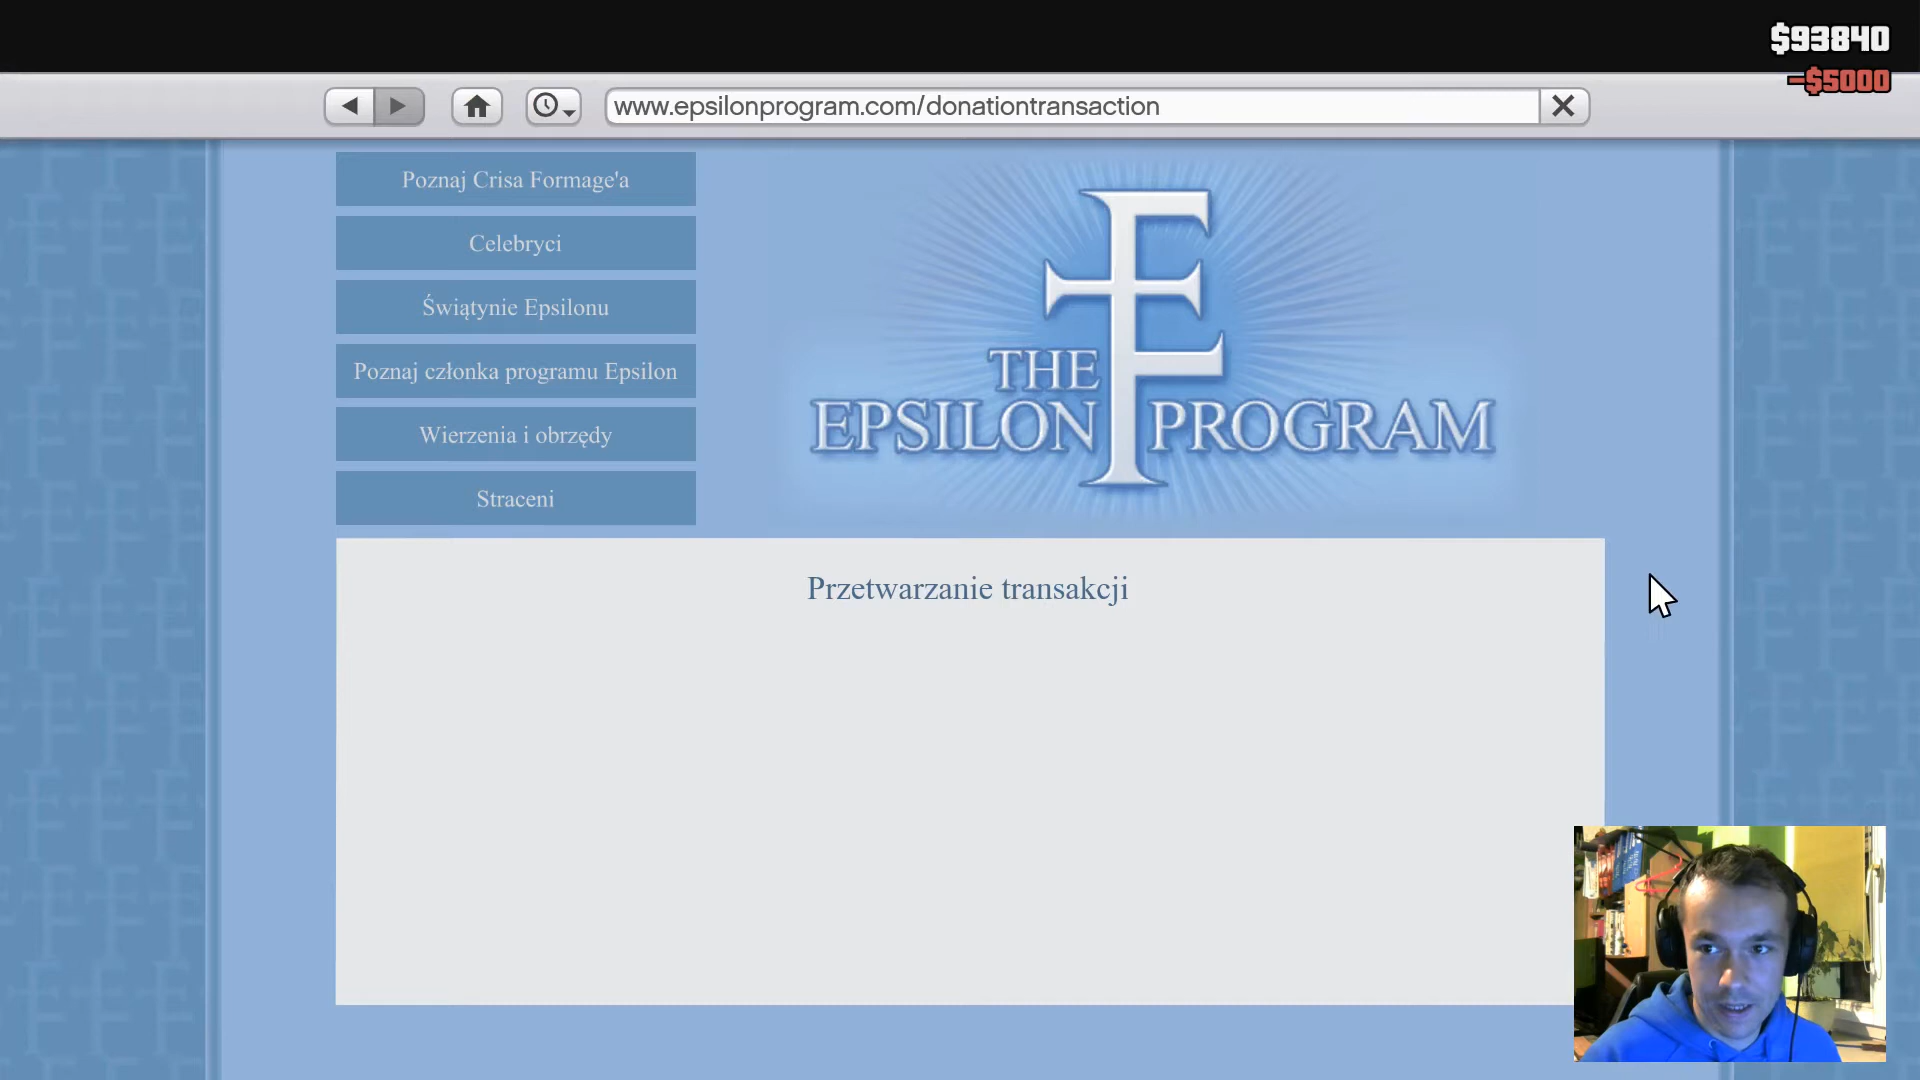 $93840
-$5000
www.epsilonprogram.com/donationtransaction
Poznaj Crisa Formage'a
Celebryci
Świątynie Epsilonu
Poznaj członka programu Epsilon
Wierzenia i obrzędy
Straceni
THE
EPSILON PROGRAM
Przetwarzanie transakcji